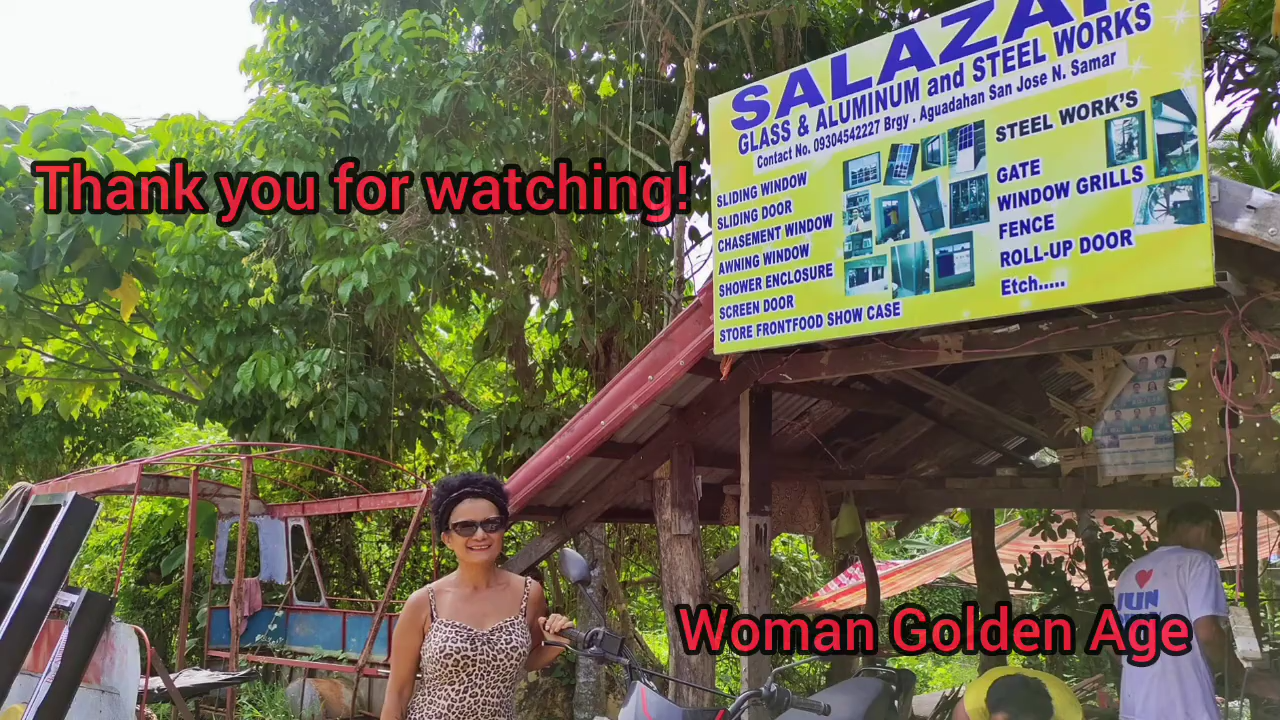 Thank you for watching!
SALAZAR
GLASS & ALUMINUM and STEEL WORKS
Contact No. 09304542227 Brgy . Aguadahan San Jose N. Samar
SLIDING WINDOW
SLIDING DOOR
CHASEMENT WINDOW
AWNING WINDOW
SHOWER ENCLOSURE
SCREEN DOOR
STORE FRONTFOOD SHOW CASE
STEEL WORK'S
GATE
WINDOW GRILLS
FENCE
ROLL-UP DOOR
Etch.....
Woman Golden Age
JUN